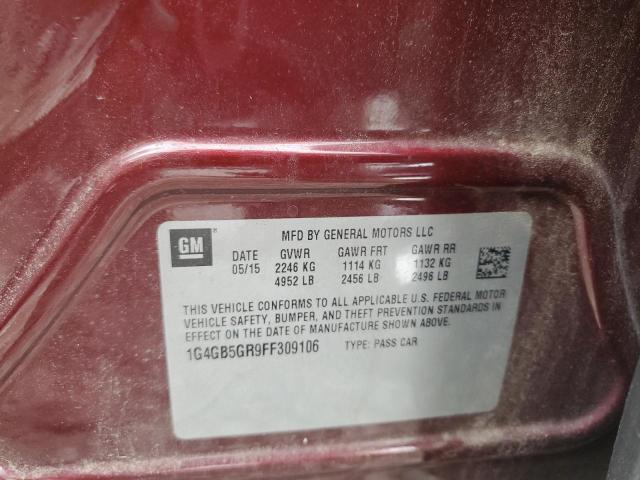 GM
MFD BY GENERAL MOTORS LLC
DATE GVWR GAWR FRT GAWR RR
05/15 2246 KG 1114 KG 1132 KG
4952 LB 2456 LB 2496 LB
THIS VEHICLE CONFORMS TO ALL APPLICABLE U.S. FEDERAL MOTOR
VEHICLE SAFETY, BUMPER, AND THEFT PREVENTION STANDARDS IN
EFFECT ON THE DATE OF MANUFACTURE SHOWN ABOVE.
1G4GB5GR9FF309106 TYPE: PASS CAR